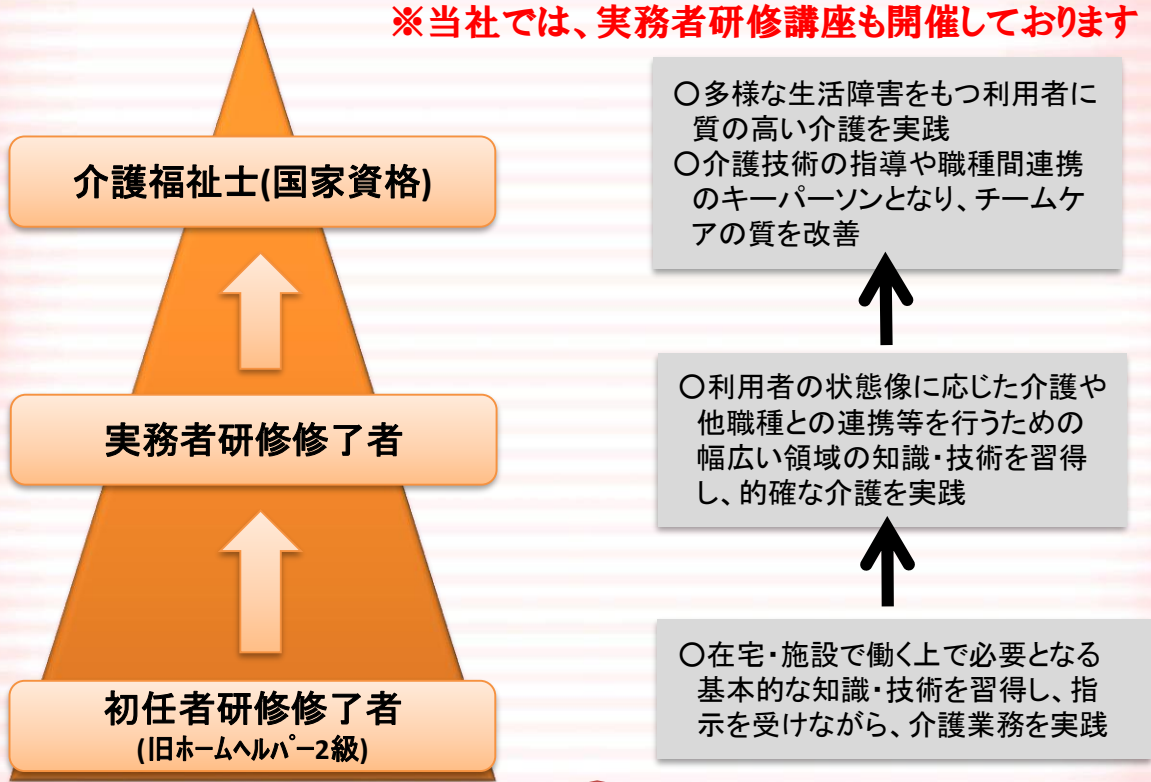 ※当社では、実務者研修講座も開催しております
介護福祉士(国家資格)
〇多様な生活障害をもつ利用者に
質の高い介護を実践
〇介護技術の指導や職種間連携
のキーパーソンとなり、チームケ
アの質を改善
実務者研修修了者
〇利用者の状態像に応じた介護や
他職種との連携等を行うための
幅広い領域の知識・技術を習得
し、的確な介護を実践
初任者研修修了者
(旧ホームヘルパー2級)
〇在宅・施設で働く上で必要となる
基本的な知識・技術を習得し、指
示を受けながら、介護業務を実践